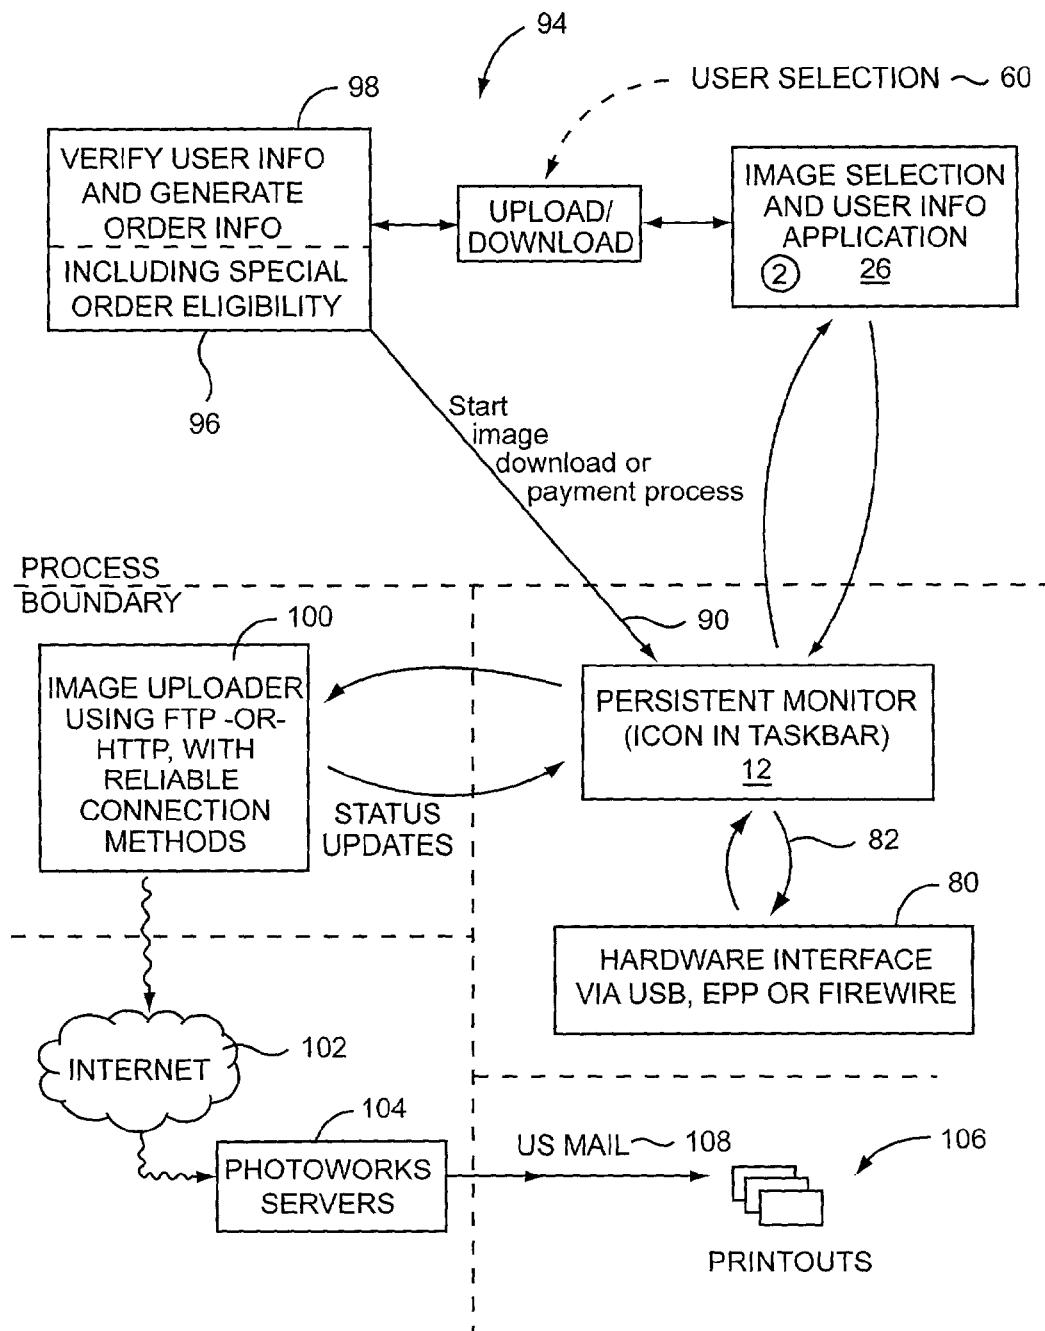 94
USER SELECTION 60
98
VERIFY USER INFO
AND GENERATE
ORDER INFO
INCLUDING SPECIAL
ORDER ELIGIBILITY
96
UPLOAD/
DOWNLOAD
IMAGE SELECTION
AND USER INFO
APPLICATION
2 26
Start
image
download or
payment process
PROCESS
BOUNDARY
100
90
IMAGE UPLOADER
USING FTP -OR-
HTTP, WITH
RELIABLE
CONNECTION
METHODS
STATUS
UPDATES
PERSISTENT MONITOR
(ICON IN TASKBAR)
12
82
80
HARDWARE INTERFACE
VIA USB, EPP OR FIREWIRE
INTERNET
102
104
PHOTOWORKS
SERVERS
US MAIL 108
106
PRINTOUTS